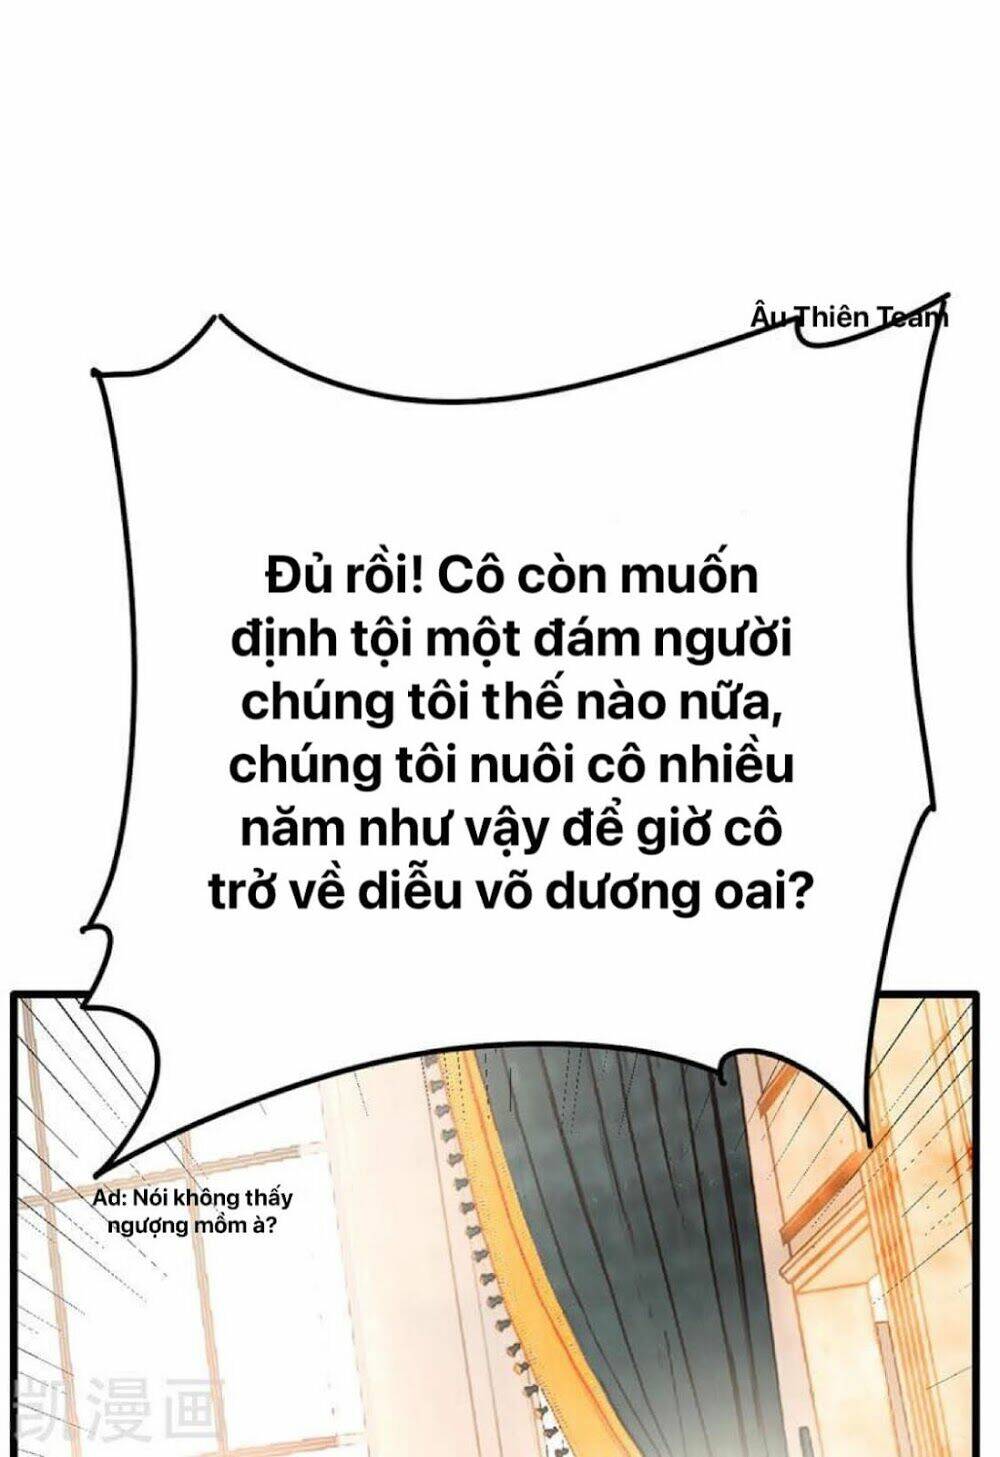 Âu Thiên Team
Đủ rồi! Cô còn muốn
định tội một đám người
chúng tôi thế nào nữa,
chúng tôi nuôi cô nhiều
năm như vậy để giờ cô
trở về diễu võ dương oai?
Ad: Nói không thấy
ngượng mồm à?
凯漫画